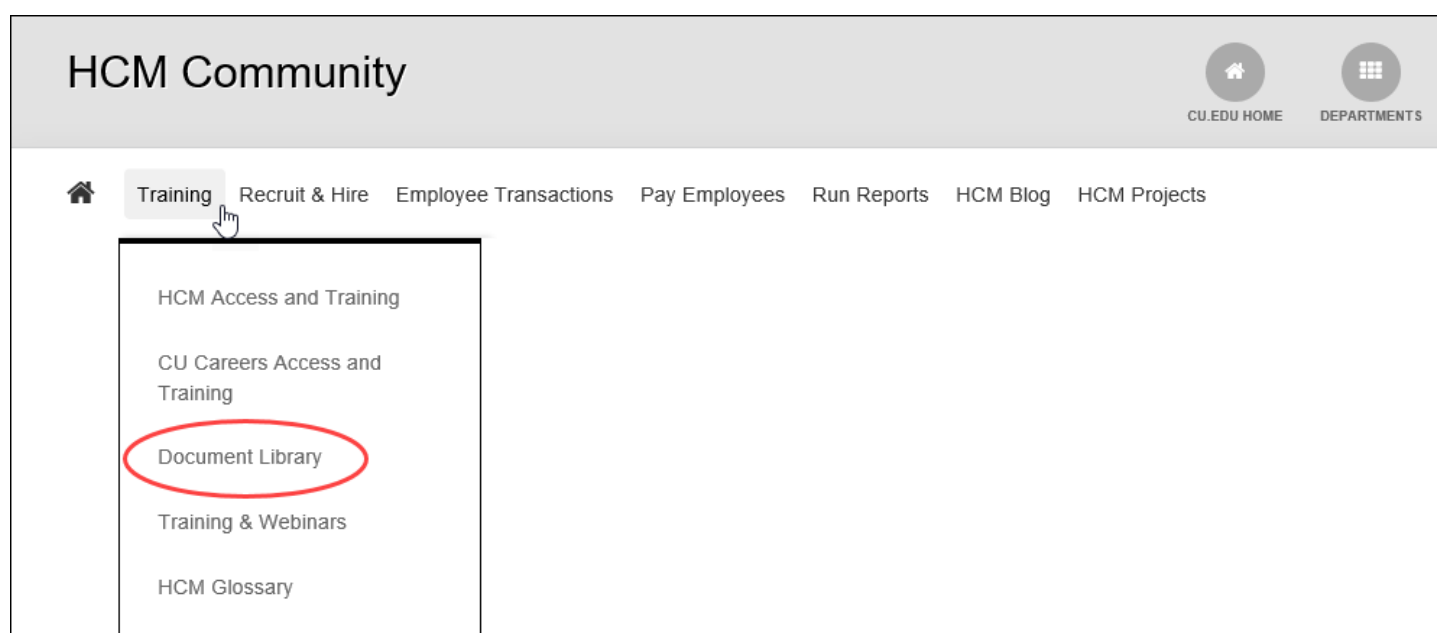 HCM Community
CU.EDU HOME
DEPARTMENTS
Training Recruit & Hire Employee Transactions Pay Employees Run Reports HCM Blog HCM Projects
HCM Access and Training
CU Careers Access and
Training
Document Library
Training & Webinars
HCM Glossary